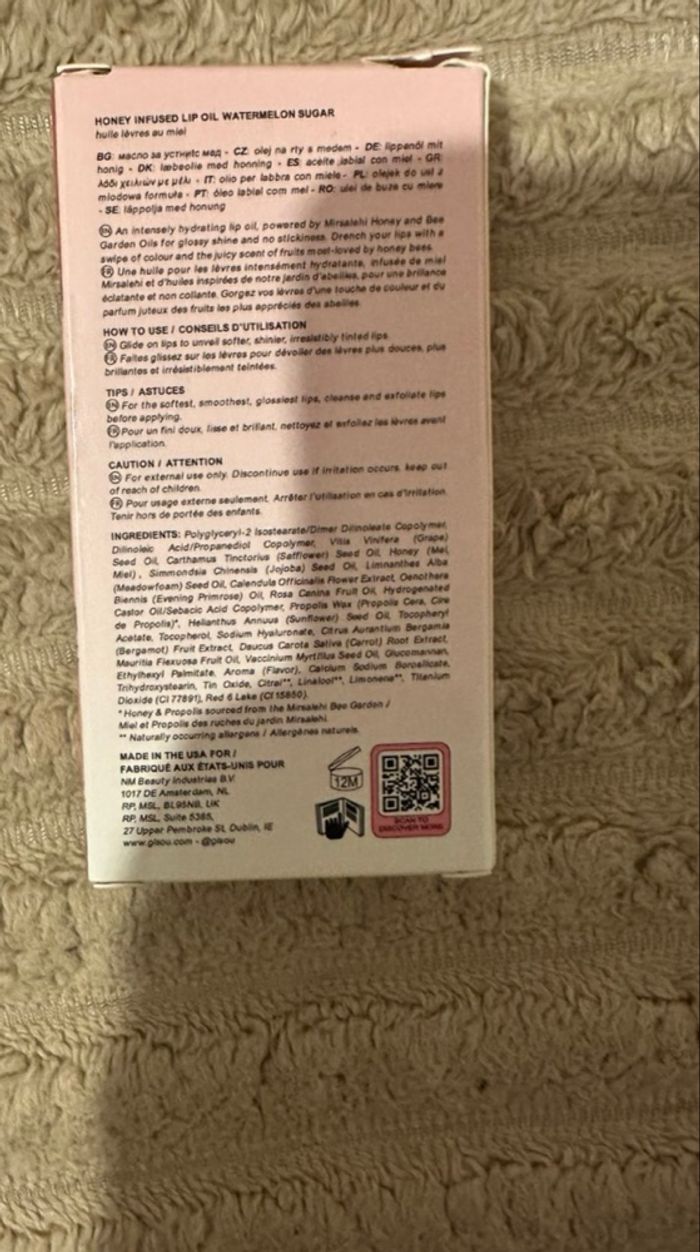 HONEY INFUSED LIP OIL WATERMELON SUGAR
huile lèvres au miel
BG: масло за устните мед - CZ: olej na rty s medem - DE: lippenöl mit
honig - DK: læbeolie med honning - ES: aceite labial con miel - GR:
λάδι χειλιών με μέλι - IT: olio per labbra con miele - PL: olejek do ust z
miodowa formuła - PT: óleo labial com mel - RO: ulei de buze cu miere
- SE: läppolja med honung
EN An intensely hydrating lip oil, powered by Mirsalehi Honey and Bee
Garden Oils for glossy shine and no stickiness. Drench your lips with a
swipe of colour and the juicy scent of fruits most-loved by honey bees.
FR Une huile pour les lèvres intensément hydratante, infusée de miel
Mirsalehi et d'huiles inspirées de notre jardin d'abeilles, pour une brillance
éclatante et non collante. Gorgez vos lèvres d'une touche de couleur et du
parfum juteux des fruits les plus appréciés des abeilles.
HOW TO USE / CONSEILS D'UTILISATION
EN Glide on lips to unveil softer, shinier, irresistibly tinted lips.
FR Faites glissez sur les lèvres pour dévoiler des lèvres plus douces, plus
brillantes et irrésistiblement teintées.
TIPS / ASTUCES
EN For the softest, smoothest, glossiest lips, cleanse and exfoliate lips
before applying.
FR Pour un fini doux, lisse et brillant, nettoyez et exfoliez les lèvres avant
l'application.
CAUTION / ATTENTION
EN For external use only. Discontinue use if irritation occurs. keep out
of reach of children.
FR Pour usage externe seulement. Arrêter l'utilisation en cas d'irritation.
Tenir hors de portée des enfants.
INGREDIENTS: Polyglyceryl-2 Isostearate/Dimer Dilinoleate Copolymer,
Dilinoleic Acid/Propanediol Copolymer, Vitis Vinifera (Grape)
Seed Oil, Carthamus Tinctorius (Safflower) Seed Oil, Honey (Mel,
Miel)*, Simmondsia Chinensis (Jojoba) Seed Oil, Limnanthes Alba
(Meadowfoam) Seed Oil, Calendula Officinalis Flower Extract, Oenothera
Biennis (Evening Primrose) Oil, Rosa Canina Fruit Oil, Hydrogenated
Castor Oil/Sebacic Acid Copolymer, Propolis Wax (Propolis Cera, Cire
de Propolis)*, Helianthus Annuus (Sunflower) Seed Oil, Tocopheryl
Acetate, Tocopherol, Sodium Hyaluronate, Citrus Aurantium Bergamia
(Bergamot) Fruit Extract, Daucus Carota Sativa (Carrot) Root Extract,
Mauritia Flexuosa Fruit Oil, Vaccinium Myrtillus Seed Oil, Glucomannan,
Ethylhexyl Palmitate, Aroma (Flavor), Calcium Sodium Borosilicate,
Trihydroxystearin, Tin Oxide, Citral**, Linalool**, Limonene**, Titanium
Dioxide (CI 77891), Red 6 Lake (CI 15850).
* Honey & Propolis sourced from the Mirsalehi Bee Garden /
Miel et Propolis des ruches du jardin Mirsalehi.
** Naturally occurring allergens / Allergènes naturels.
MADE IN THE USA FOR /
FABRIQUÉ AUX ÉTATS-UNIS POUR
NM Beauty Industries B.V.
1017 DE Amsterdam, NL
RP, MSL, BL95NB, UK
RP, MSL, Suite 5385,
27 Upper Pembroke St, Dublin, IE
www.gisou.com - @gisou
12M
SCAN TO
DISCOVER MORE